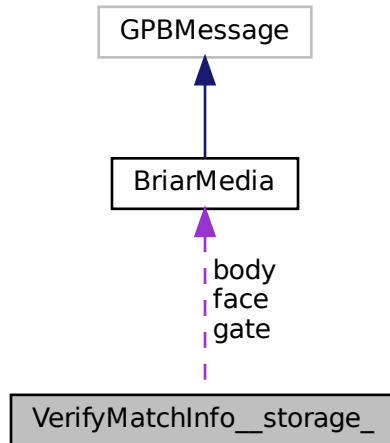 GPBMessage
BriarMedia
body
face
gate
VerifyMatchInfo__storage_